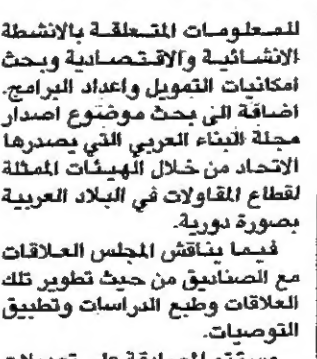 للمعلومات المتعلقة بالانشطة
الانشائية والاقتصادية وبحث
امكانيات التمويل واعداد البرامج.
اضافة الى بحث موضوع اصدار
مجلة البناء العربي التي يصدرها
الاتحاد من خلال الهيئات الممثلة
لقطاع المقاولات في البلاد العربية
بصورة دورية.
فيما يناقش المجلس العلاقات
مع الصناديق من حيث تطوير تلك
العلاقات وطبع الدراسات وتطبيق
التوصيات.